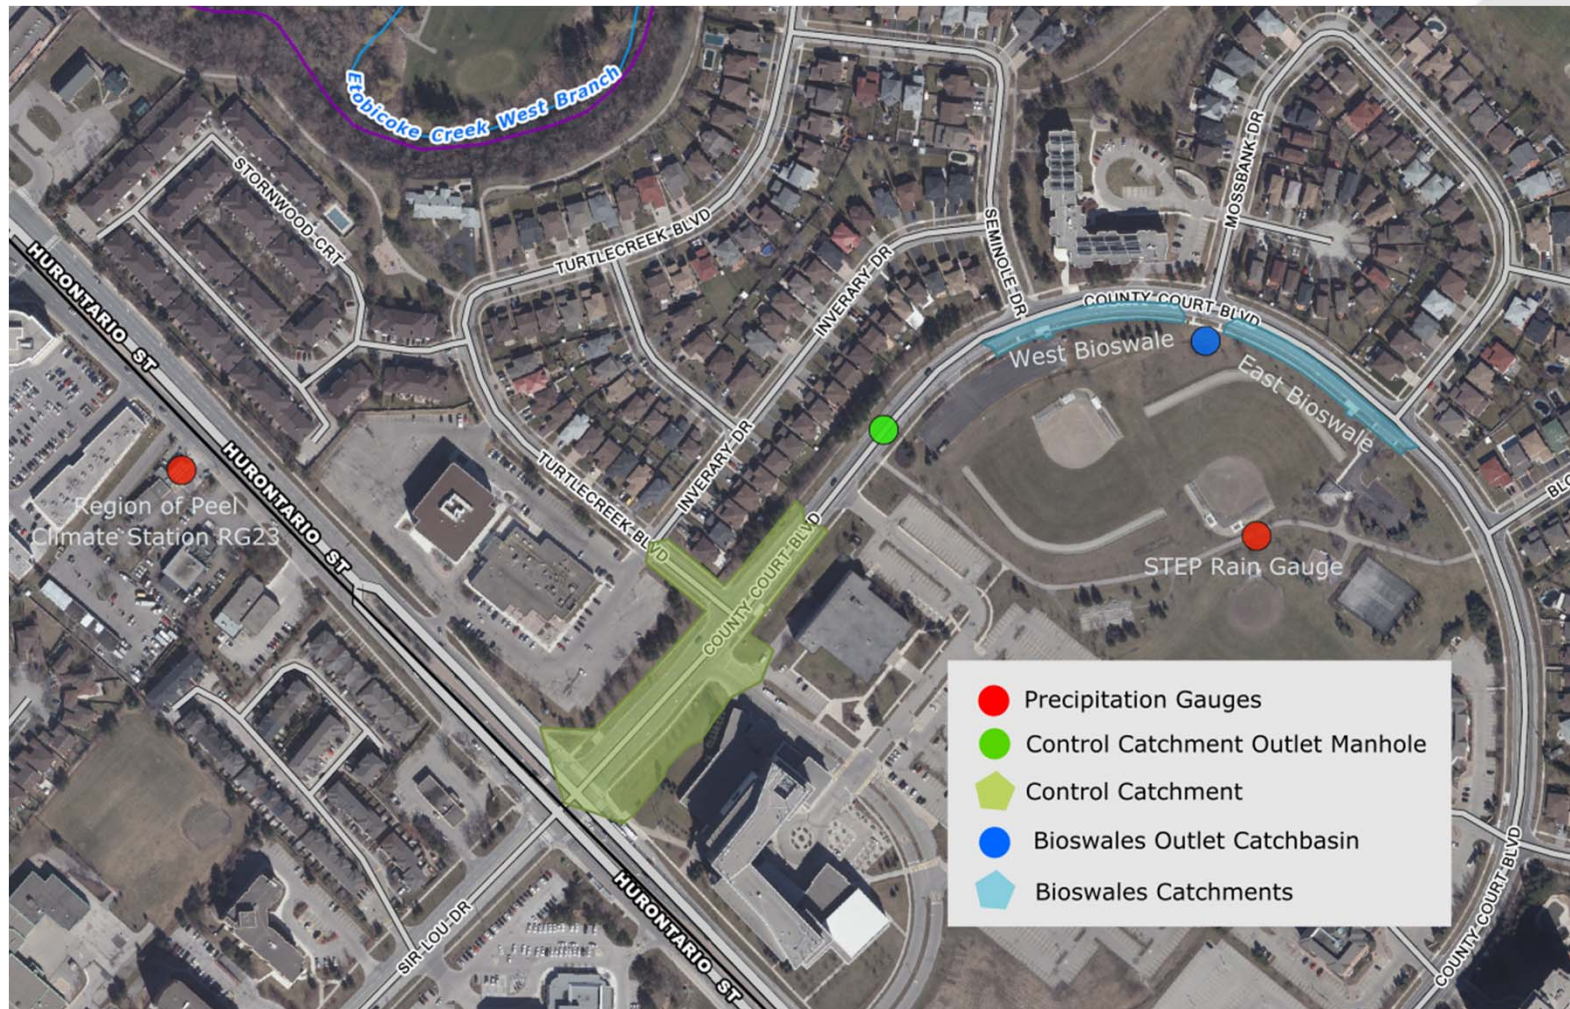 Etobicoke Creek West Branch
STORNWOOD CRT
MOSSBANK DR
HURONTARIO ST
TURTLECREEK BLVD
SEMINOLE DR
INVERARY DR
COUNTY COURT BLVD
West Bioswale
East Bioswale
HURONTARIO ST
TURTLECREEK BLVD
INVERARY DR
Region of Peel
Climate Station RG23
COUNTY COURT BLVD
STEP Rain Gauge
Precipitation Gauges
Control Catchment Outlet Manhole
Control Catchment
Bioswales Outlet Catchbasin
Bioswales Catchments
SIR LOU DR
HURONTARIO ST
COUNTY COURT BLVD